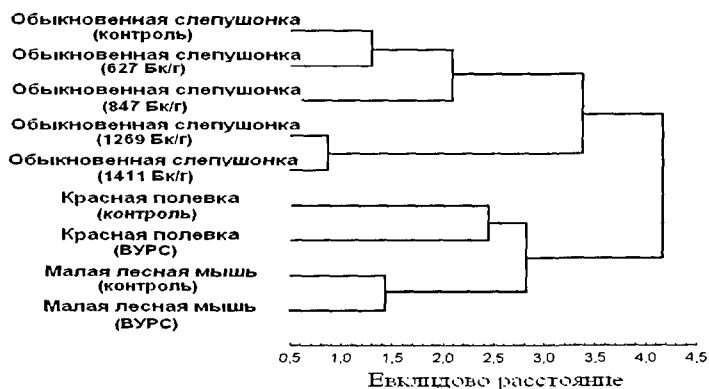 Обыкновенная слепушонка
(контроль)
Обыкновенная слепушонка
(627 Бк/г)
Обыкновенная слепушонка
(847 Бк/г)
Обыкновенная слепушонка
(1269 Бк/г)
Обыкновенная слепушонка
(1411 Бк/г)
Красная полевка
(контроль)
Красная полевка
(ВУРС)
Малая лесная мышь
(контроль)
Малая лесная мышь
(ВУРС)
0,5 1,0 1,5 2,0 2,5 3,0 3,5 4,0 4,5
Евклидово расстояние